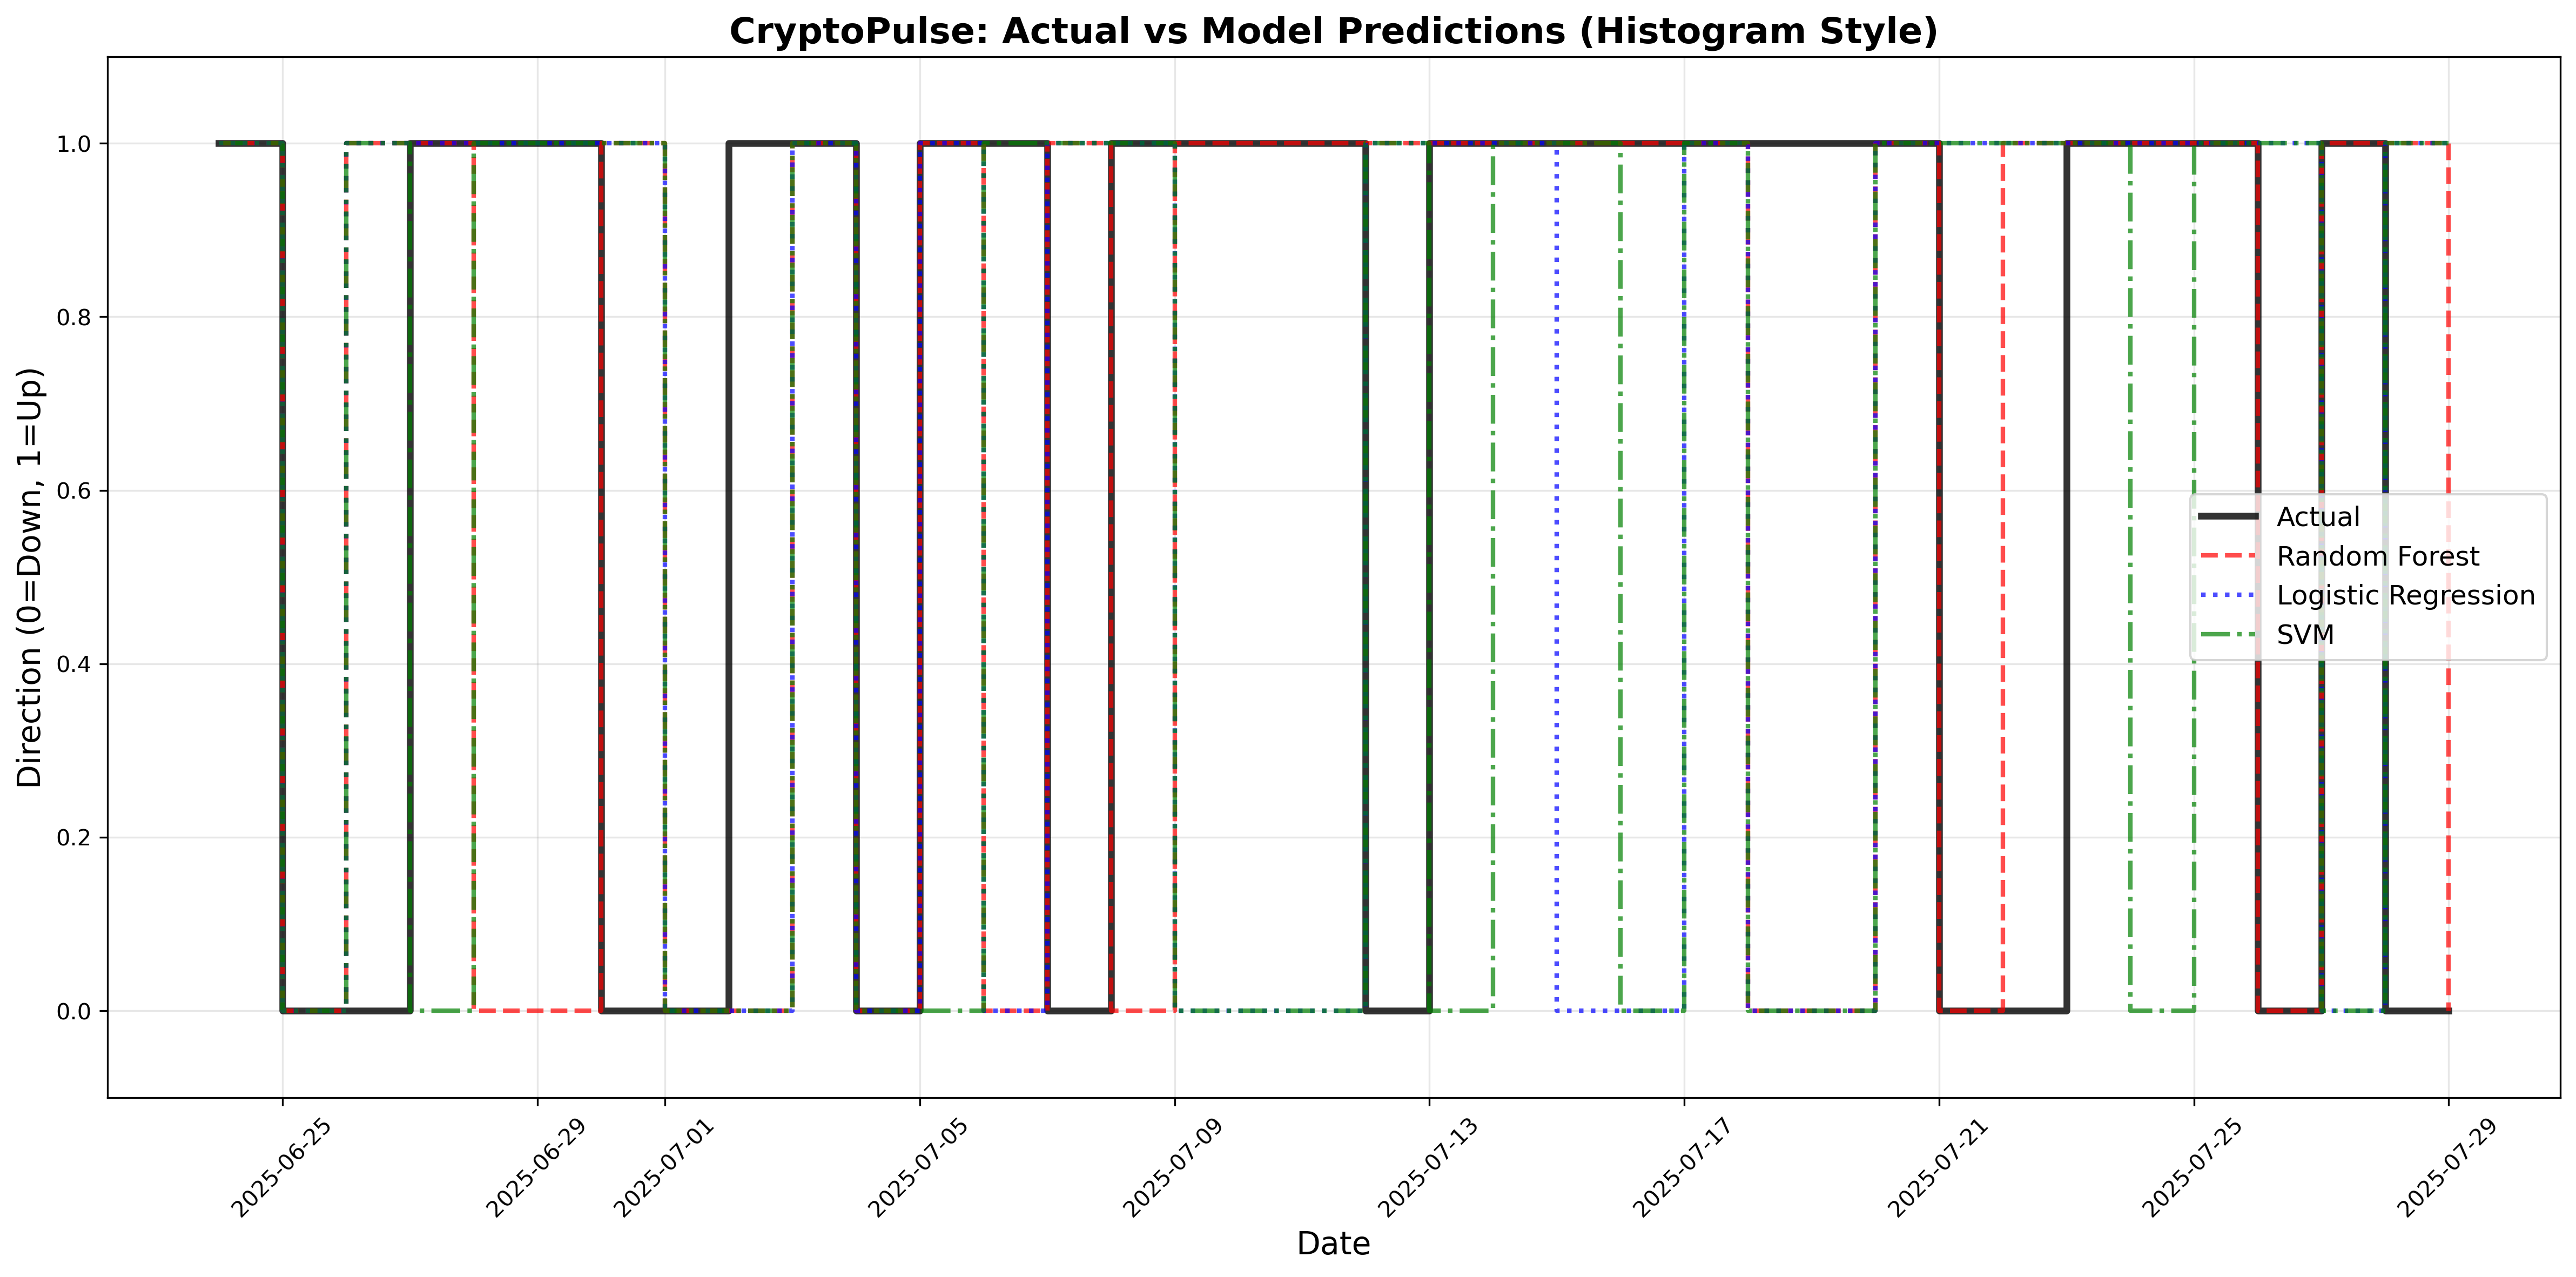 CryptoPulse: Actual vs Model Predictions (Histogram Style)
Direction (0=Down, 1=Up)
1.0
0.8
0.6
0.4
0.2
0.0
Actual
Random Forest
Logistic Regression
SVM
2025-06-25
2025-06-29
2025-07-01
2025-07-05
2025-07-09
2025-07-13
2025-07-17
2025-07-21
2025-07-25
2025-07-29
Date